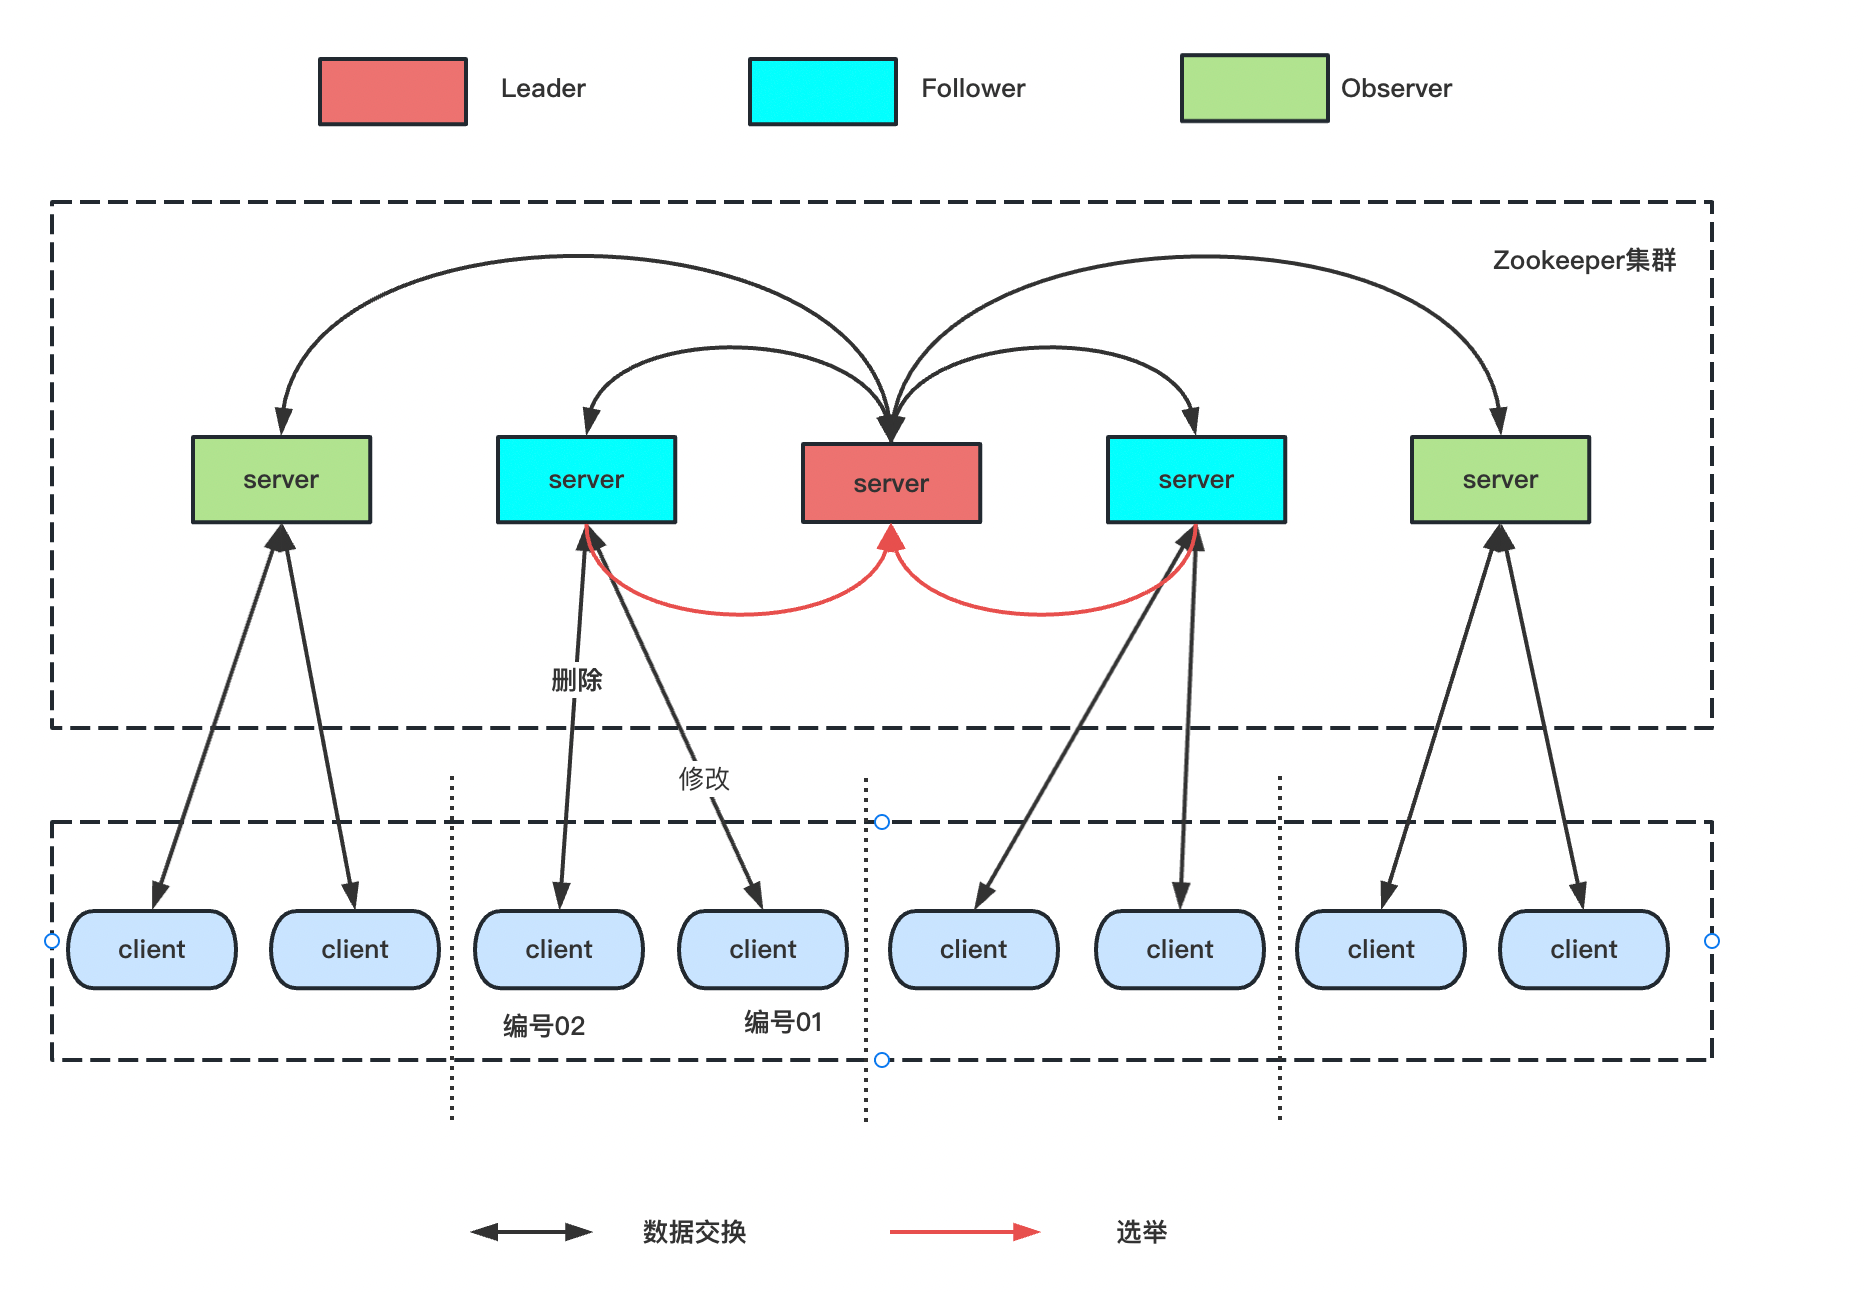 Leader
Follower
Observer
Zookeeper集群
server
server
server
server
server
删除
修改
client
client
client
client
client
client
client
client
编号02
编号01
数据交换
选举